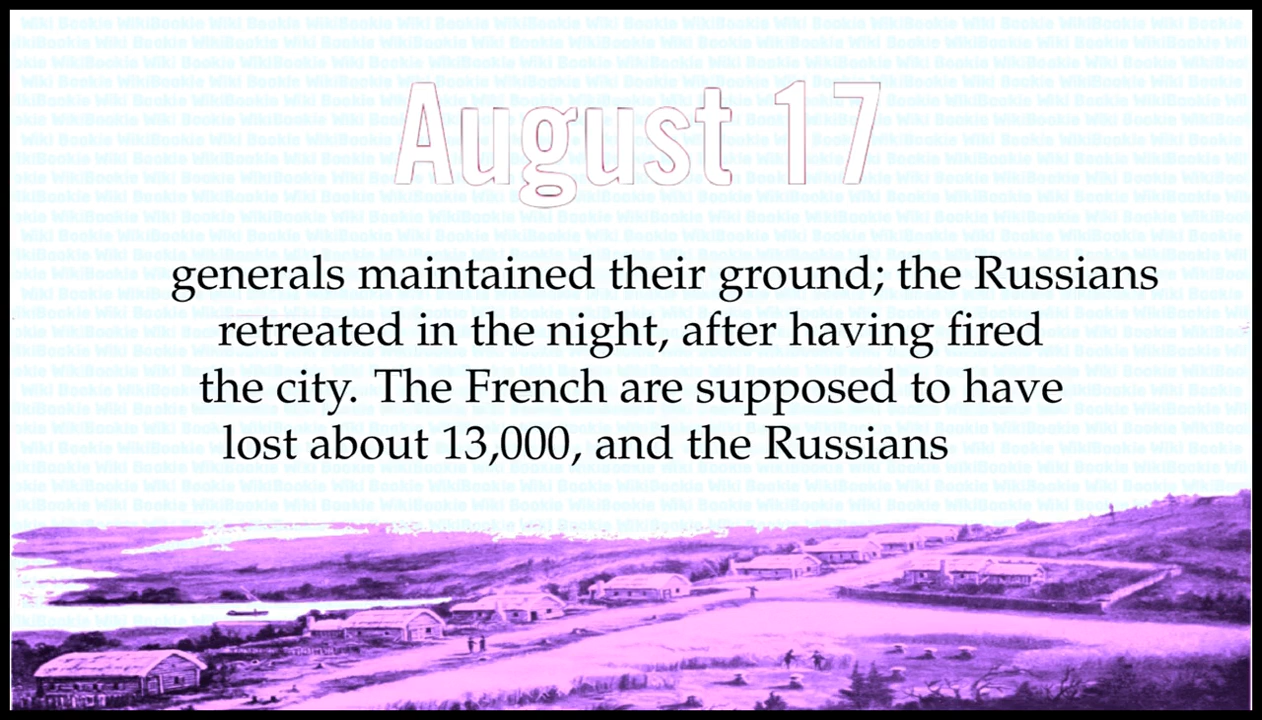 August 17
generals maintained their ground; the Russians
retreated in the night, after having fired
the city. The French are supposed to have
lost about 13,000, and the Russians